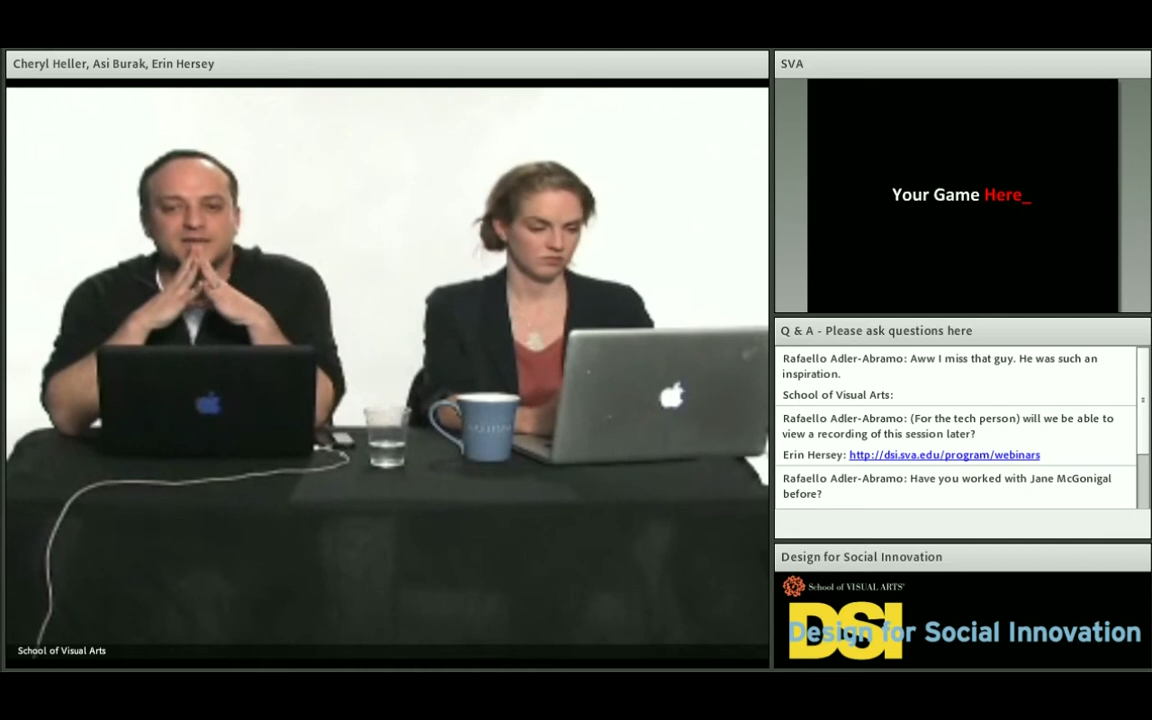 Cheryl Heller, Asi Burak, Erin Hersey
School of Visual Arts
SVA
Your Game Here_
Q & A - Please ask questions here
Rafaello Adler-Abramo: Aww I miss that guy. He was such an
inspiration.
School of Visual Arts:
Rafaello Adler-Abramo: (For the tech person) will we be able to
view a recording of this session later?
Erin Hersey: http://dsi.sva.edu/program/webinars
Rafaello Adler-Abramo: Have you worked with Jane McGonigal
before?
Design for Social Innovation
School of VISUAL ARTS
DSI
Design for Social Innovation